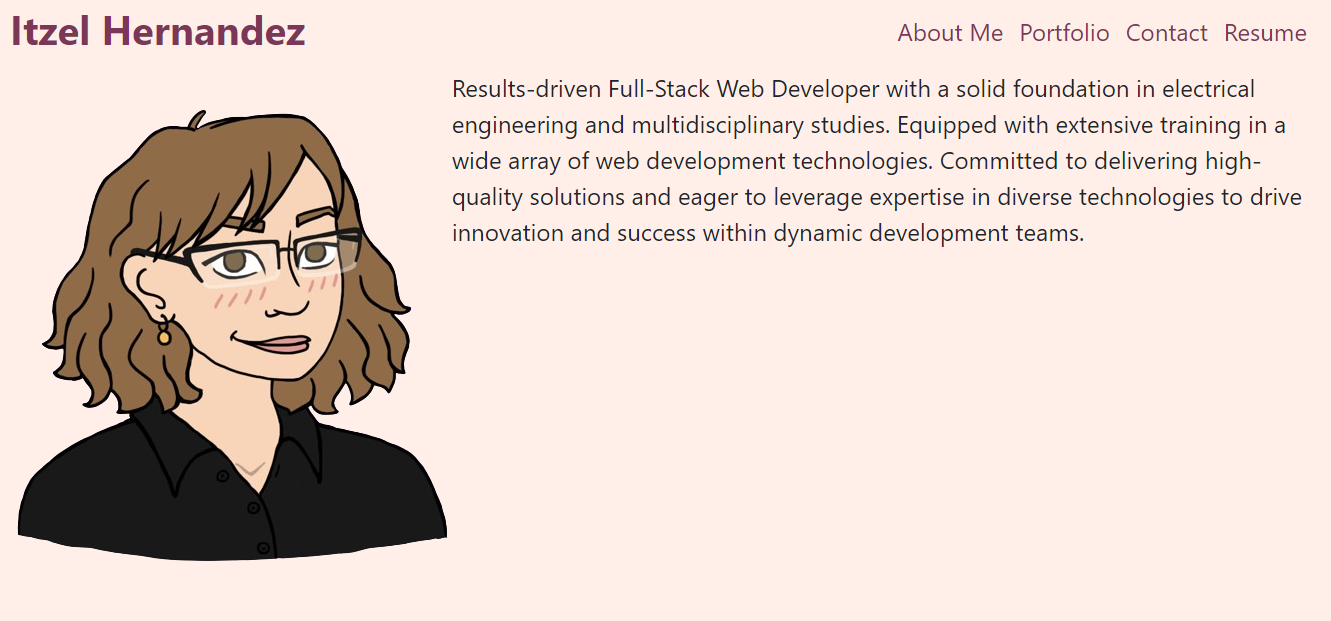 Itzel Hernandez
About Me Portfolio Contact Resume
Results-driven Full-Stack Web Developer with a solid foundation in electrical
engineering and multidisciplinary studies. Equipped with extensive training in a
wide array of web development technologies. Committed to delivering high-
quality solutions and eager to leverage expertise in diverse technologies to drive
innovation and success within dynamic development teams.